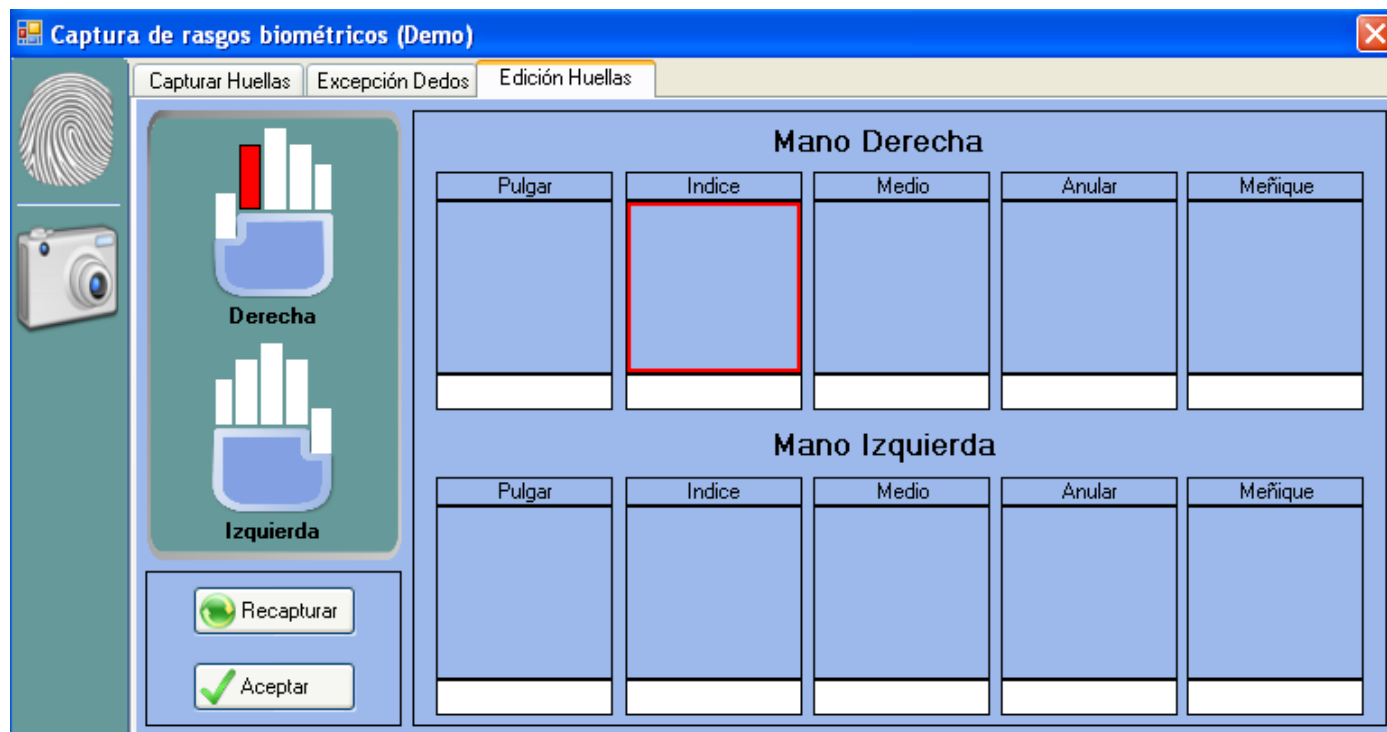 Captura de rasgos biométricos (Demo)
Capturar Huellas Excepción Dedos Edición Huellas
Mano Derecha
Pulgar Indice Medio Anular Meñique
Derecha
Mano Izquierda
Pulgar Indice Medio Anular Meñique
Izquierda
Recapturar
Aceptar